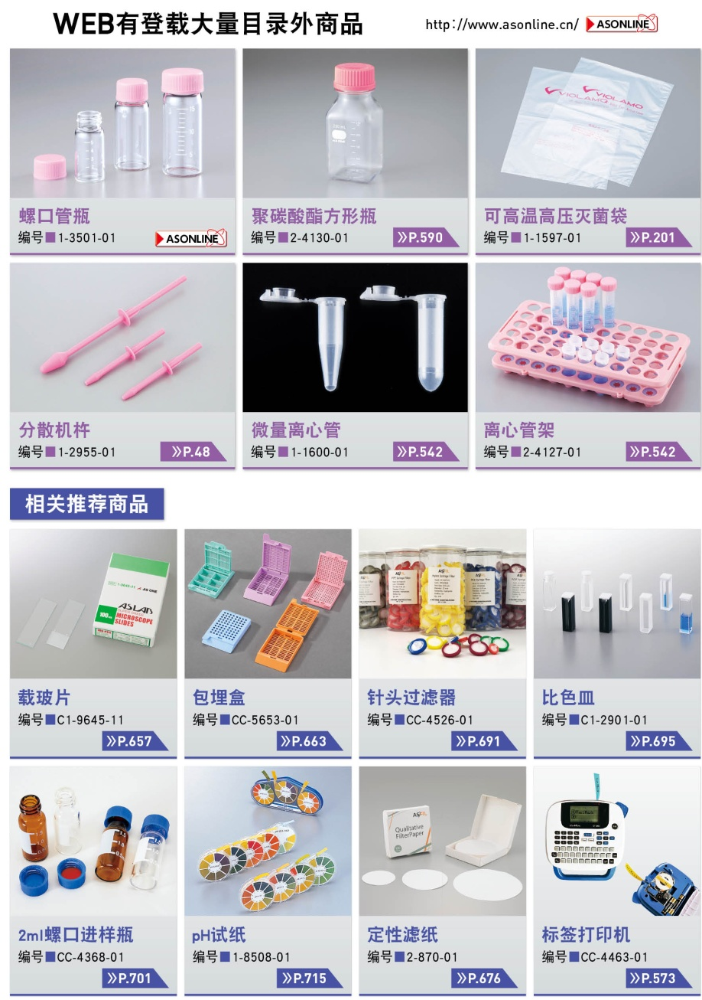 WEB有登载大量目录外商品
http://www.asonline.cn/ ASONLINE
VIOLAMO
VIOLAMO
螺口管瓶
编号■1-3501-01
ASONLINE
聚碳酸酯方形瓶
编号■2-4130-01
》P.590
可高温高压灭菌袋
编号■1-1597-01
》P.201
分散机杵
编号■1-2955-01
》P.48
微量离心管
编号■1-1600-01
》P.542
离心管架
编号■2-4127-01
》P.542
相关推荐商品
1-9645-11 AS ONE
ASLAB
100
MICROSCOPE
SLIDES
载玻片
编号■C1-9645-11
》P.657
包埋盒
编号■CC-5653-01
》P.663
针头过滤器
编号■CC-4526-01
》P.691
比色皿
编号■C1-2901-01
》P.695
2ml螺口进样瓶
编号■CC-4368-01
》P.701
pH试纸
编号■1-8508-01
》P.715
Qualitative
FilterPaper
定性滤纸
编号■2-870-01
》P.676
标签打印机
编号■CC-4463-01
》P.573